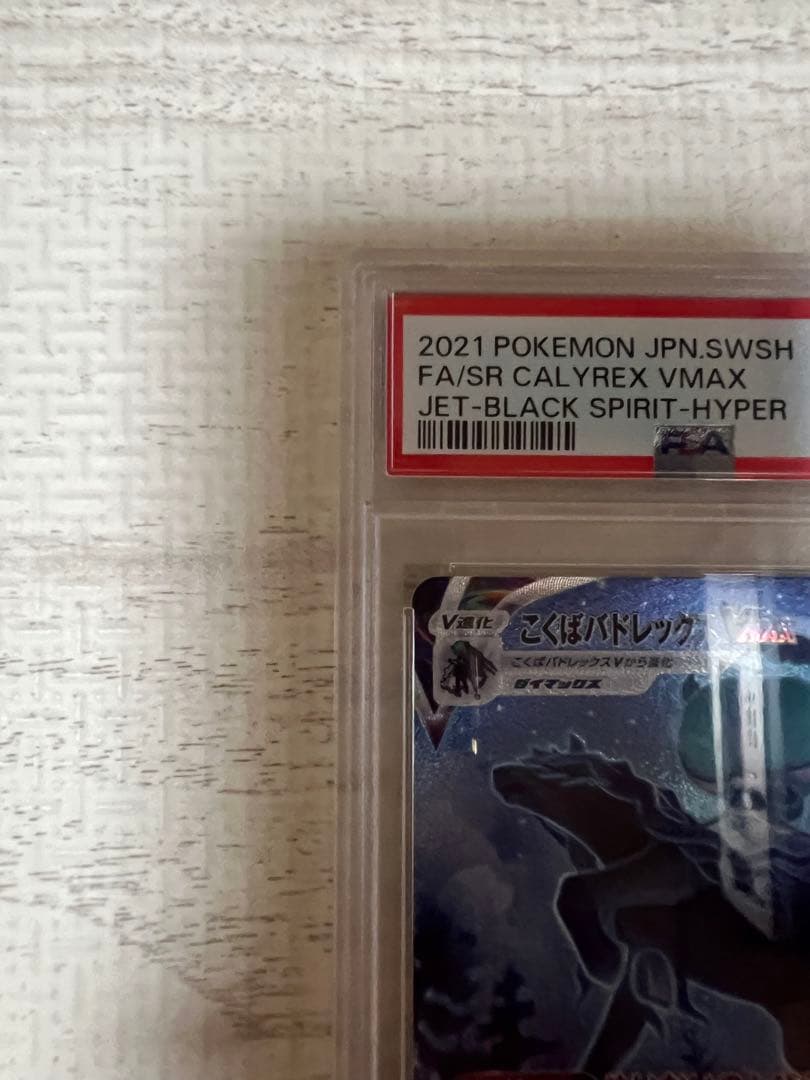 2021 POKEMON JPN.SWSH
FA/SR CALYREX VMAX
JET-BLACK SPIRIT-HYPER
PSA
V進化
こくばバドレックス
こくばバドレックスVから進化
ダイマックス